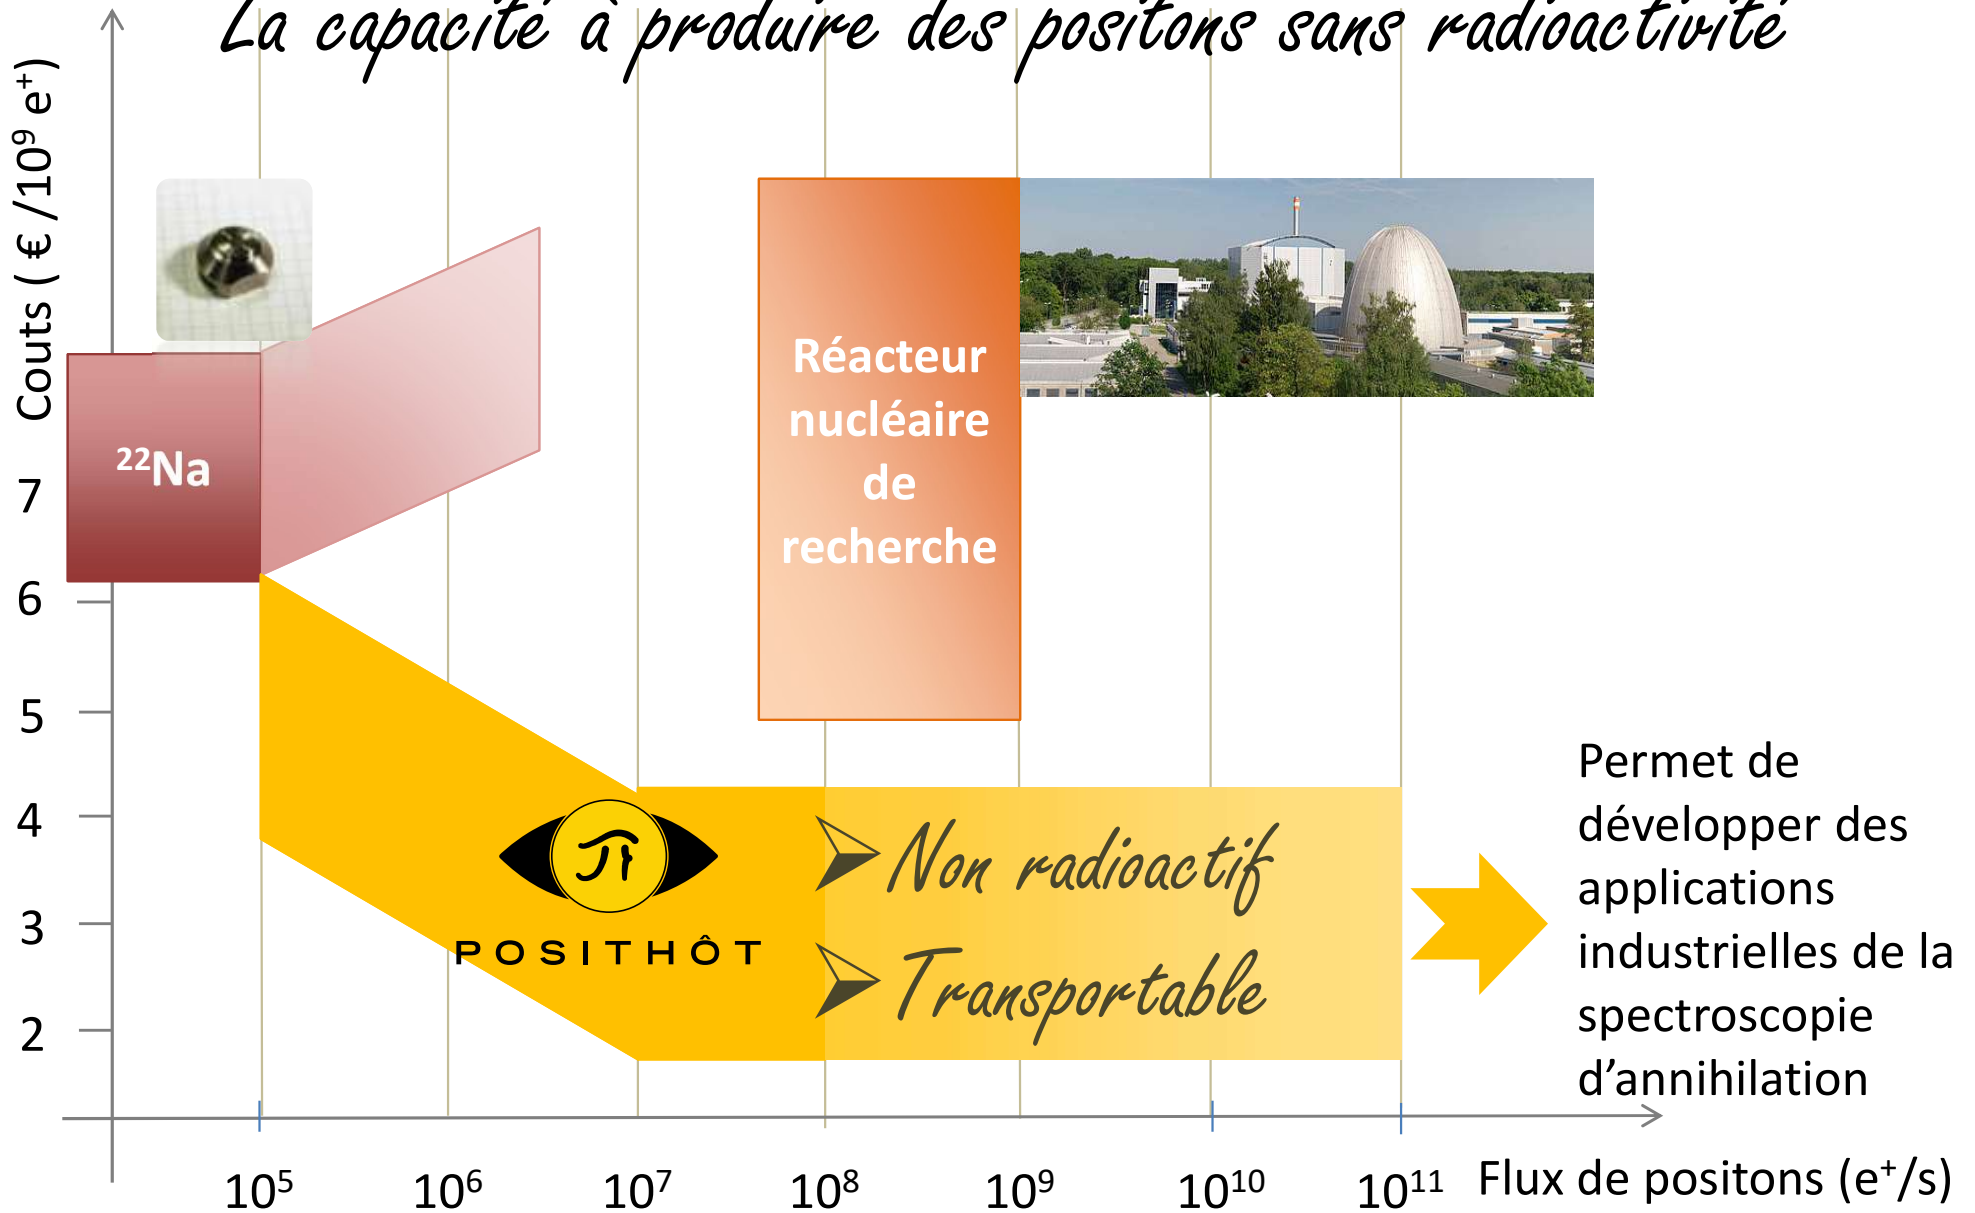 La capacité à produire des positons sans radioactivité
Couts ( € /10⁹ e⁺)
²²Na
Réacteur
nucléaire
de
recherche
7
6
5
4
3
2
POSITHÔT
Non radioactif
Transportable
Permet de
développer des
applications
industrielles de la
spectroscopie
d’annihilation
10⁵ 10⁶ 10⁷ 10⁸ 10⁹ 10¹⁰ 10¹¹ Flux de positons (e⁺/s)